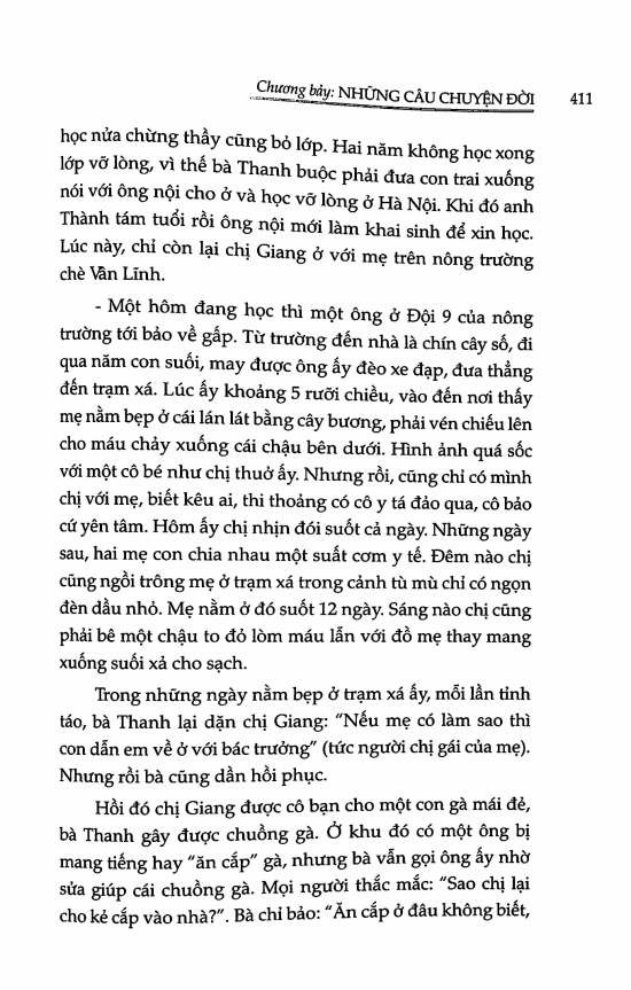 Chương bảy: NHỮNG CÂU CHUYỆN ĐỜI 411
học nửa chừng thầy cũng bỏ lớp. Hai năm không học xong
lớp vỡ lòng, vì thế bà Thanh buộc phải đưa con trai xuống
nói với ông nội cho ở và học vỡ lòng ở Hà Nội. Khi đó anh
Thành tám tuổi rồi ông nội mới làm khai sinh để xin học.
Lúc này, chỉ còn lại chị Giang ở với mẹ trên nông trường
chè Vân Lĩnh.
- Một hôm đang học thì một ông ở Đội 9 của nông
trường tới bảo về gấp. Từ trường đến nhà là chín cây số, đi
qua năm con suối, may được ông ấy đèo xe đạp, đưa thẳng
đến trạm xá. Lúc ấy khoảng 5 rưỡi chiều, vào đến nơi thấy
mẹ nằm bẹp ở cái lán lát bằng cây bương, phải vén chiếu lên
cho máu chảy xuống cái chậu bên dưới. Hình ảnh quá sốc
với một cô bé như chị thuở ấy. Nhưng rồi, cũng chỉ có mình
chị với mẹ, biết kêu ai, thi thoảng có cô y tá đảo qua, cô bảo
cứ yên tâm. Hôm ấy chị nhịn đói suốt cả ngày. Những ngày
sau, hai mẹ con chia nhau một suất cơm y tế. Đêm nào chị
cũng ngồi trông mẹ ở trạm xá trong cảnh tù mù chỉ có ngọn
đèn dầu nhỏ. Mẹ nằm ở đó suốt 12 ngày. Sáng nào chị cũng
phải bê một chậu to đỏ lòm máu lẫn với đồ mẹ thay mang
xuống suối xả cho sạch.
Trong những ngày nằm bẹp ở trạm xá ấy, mỗi lần tỉnh
táo, bà Thanh lại dặn chị Giang: "Nếu mẹ có làm sao thì
con dẫn em về ở với bác trưởng" (tức người chị gái của mẹ).
Nhưng rồi bà cũng dần hồi phục.
Hồi đó chị Giang được cô bạn cho một con gà mái đẻ,
bà Thanh gây được chuồng gà. Ở khu đó có một ông bị
mang tiếng hay "ăn cắp" gà, nhưng bà vẫn gọi ông ấy nhờ
sửa giúp cái chuồng gà. Mọi người thắc mắc: "Sao chị lại
cho kẻ cắp vào nhà?". Bà chỉ bảo: "Ăn cắp ở đâu không biết,